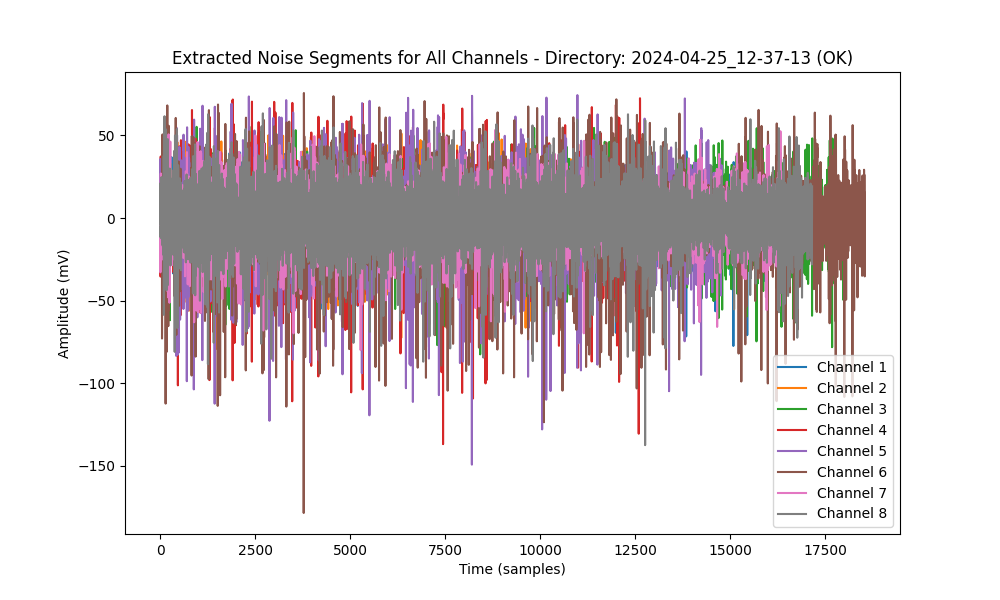 Extracted Noise Segments for All Channels - Directory: 2024-04-25_12-37-13 (OK)
Amplitude (mV)
50
0
−50
−100
−150
0
2500
5000
7500
10000
12500
15000
17500
Time (samples)
Channel 1
Channel 2
Channel 3
Channel 4
Channel 5
Channel 6
Channel 7
Channel 8